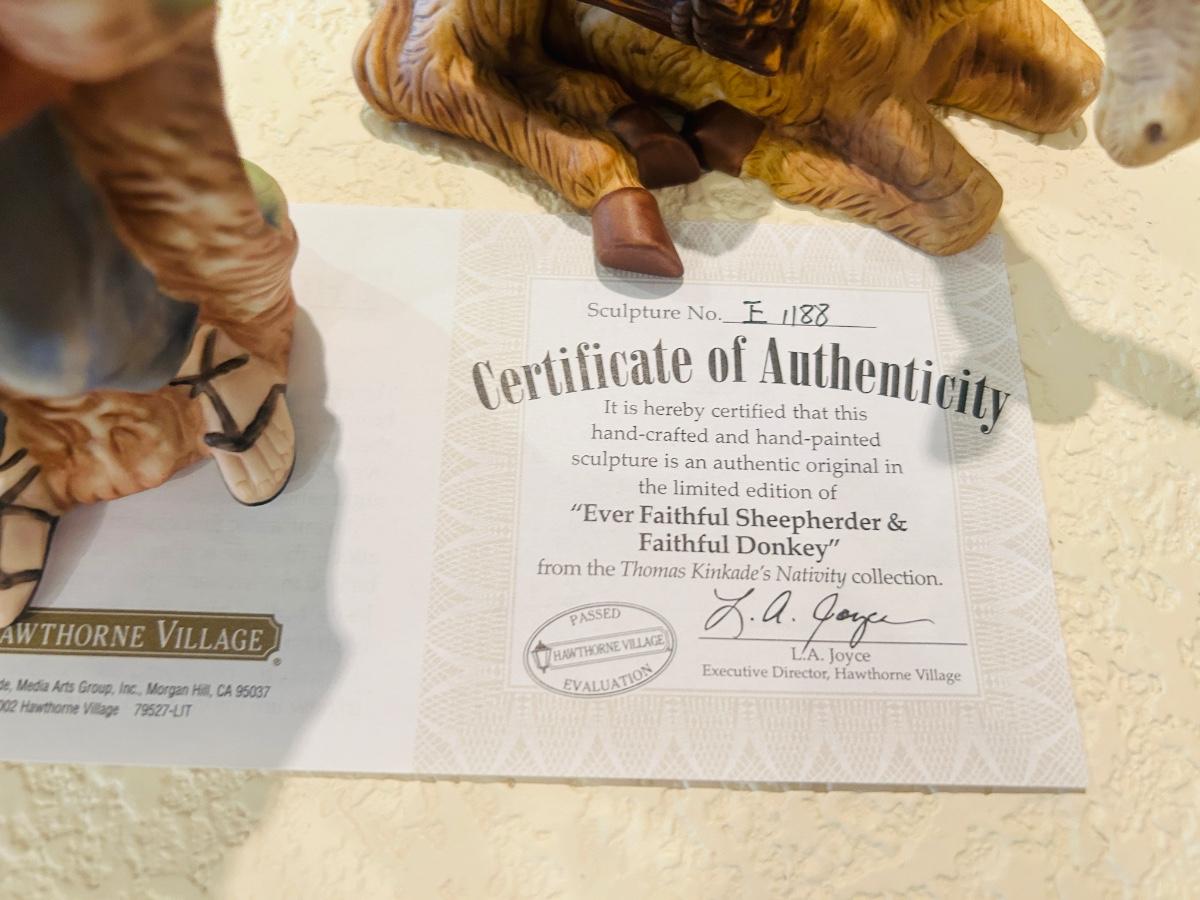 Sculpture No. E 1188
Certificate of Authenticity
It is hereby certified that this
hand-crafted and hand-painted
sculpture is an authentic original in
the limited edition of
"Ever Faithful Sheepherder &
Faithful Donkey"
from the Thomas Kinkade's Nativity collection.
L. A. Joyce
L.A. Joyce
Executive Director, Hawthorne Village
PASSED
HAWTHORNE VILLAGE
EVALUATION
AWTHORNE VILLAGE®
de, Media Arts Group, Inc., Morgan Hill, CA 95037
002 Hawthorne Village 79527-LIT